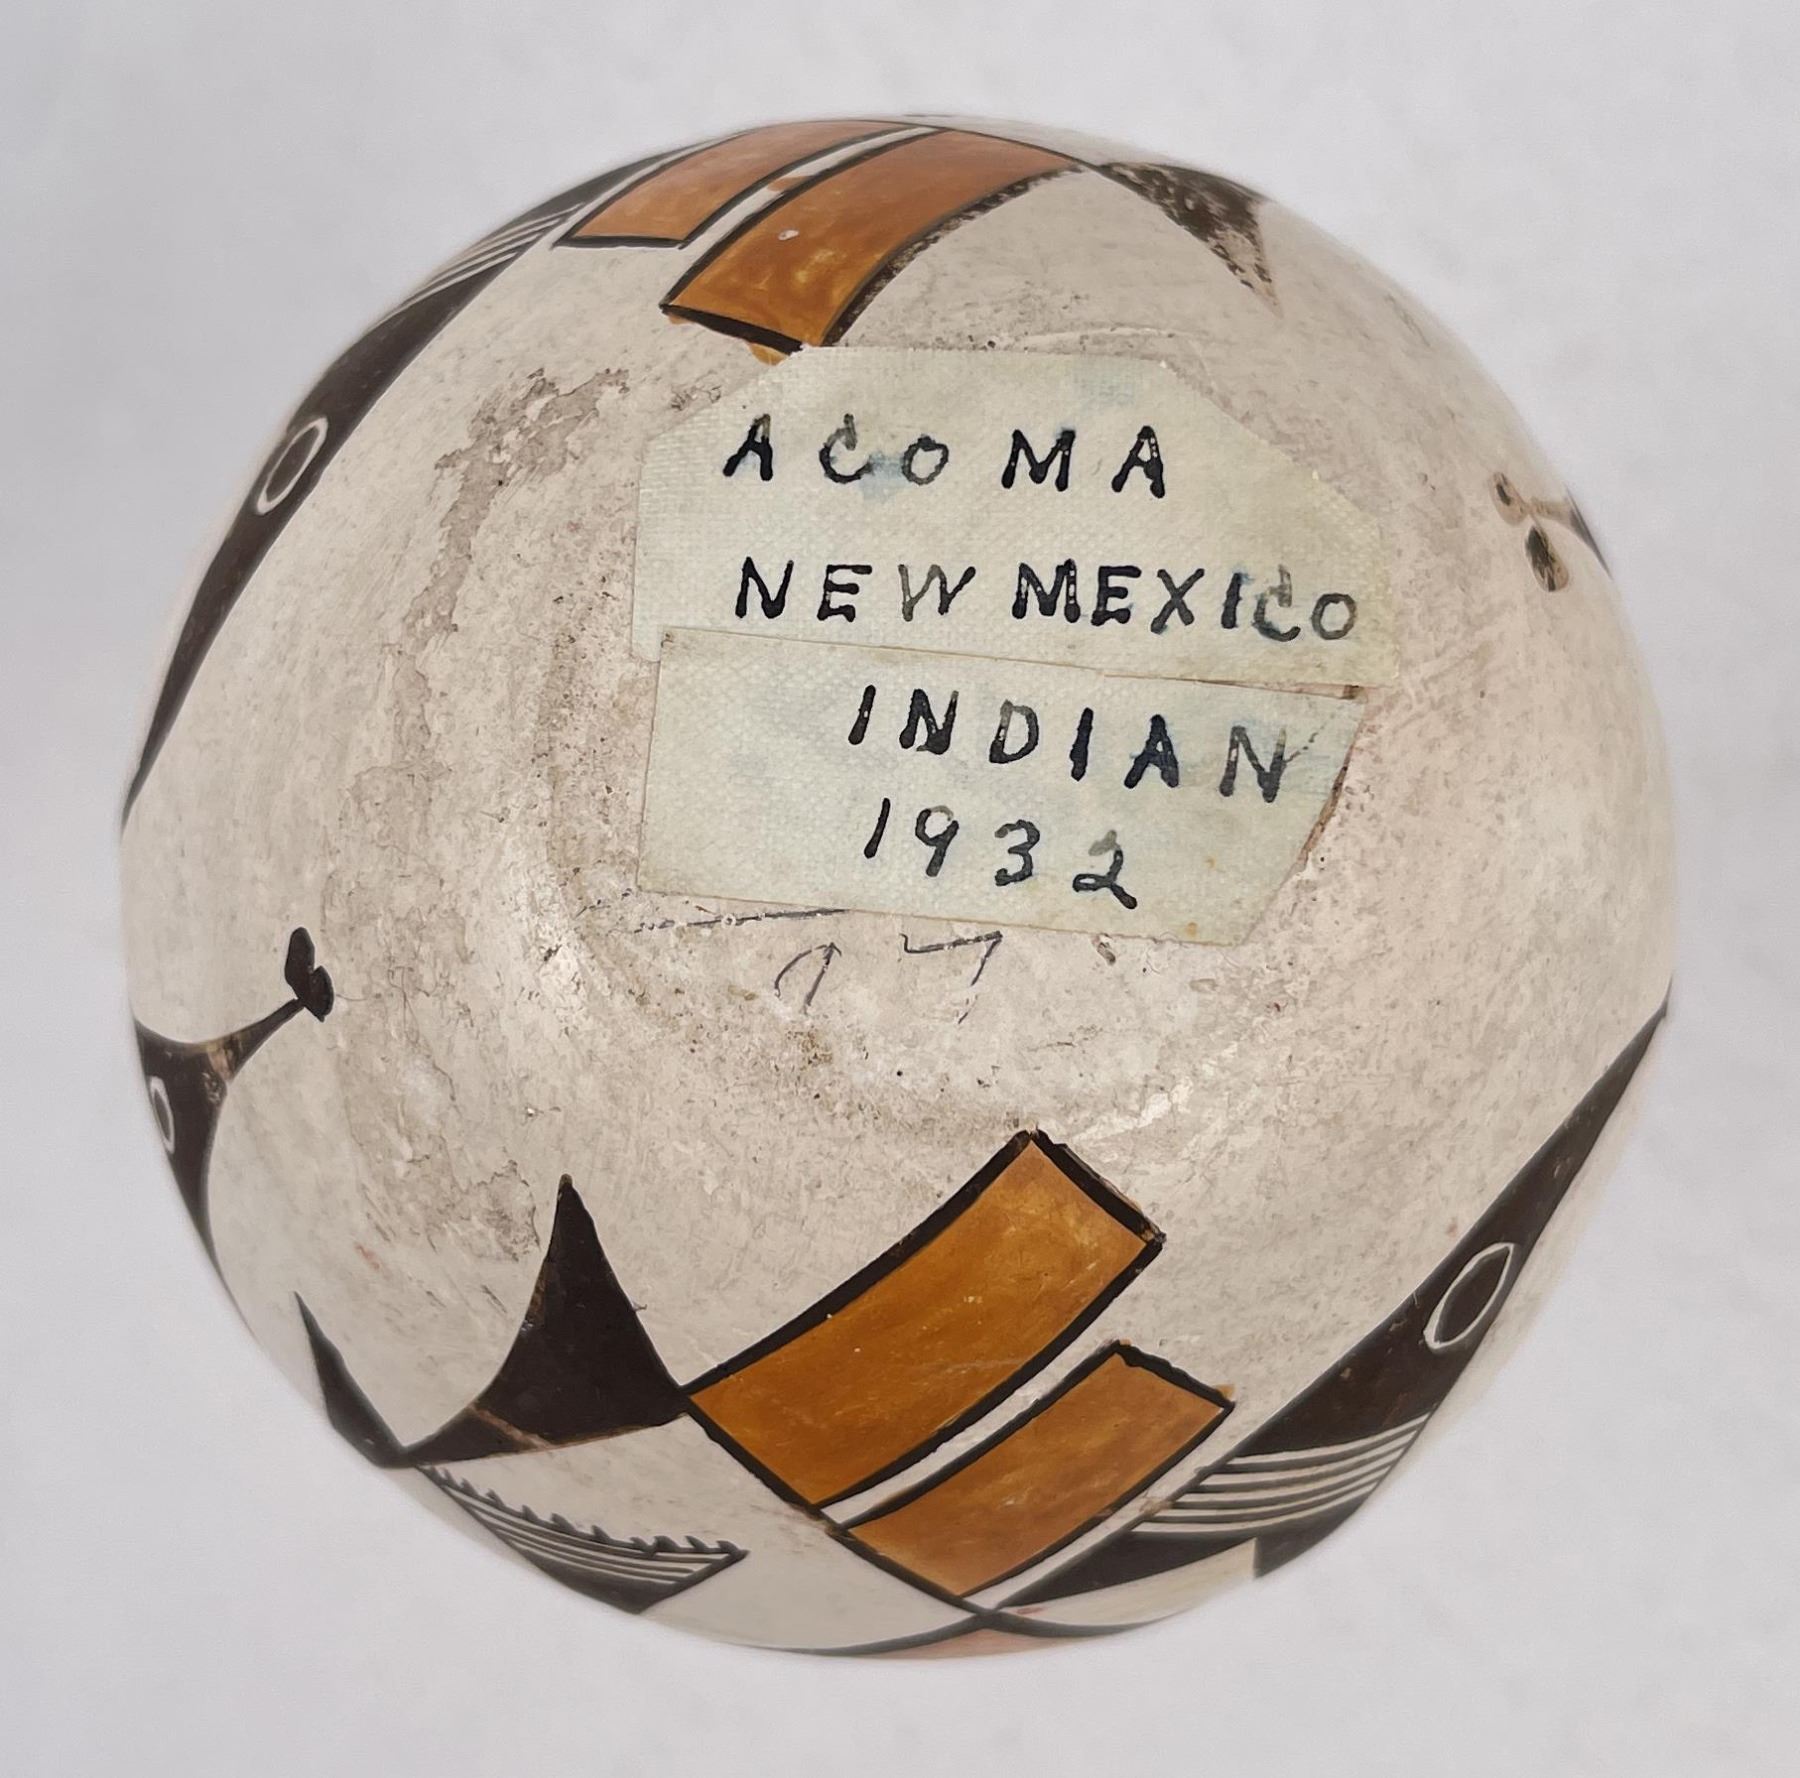 ACOMA
NEW MEXICO
INDIAN
1932